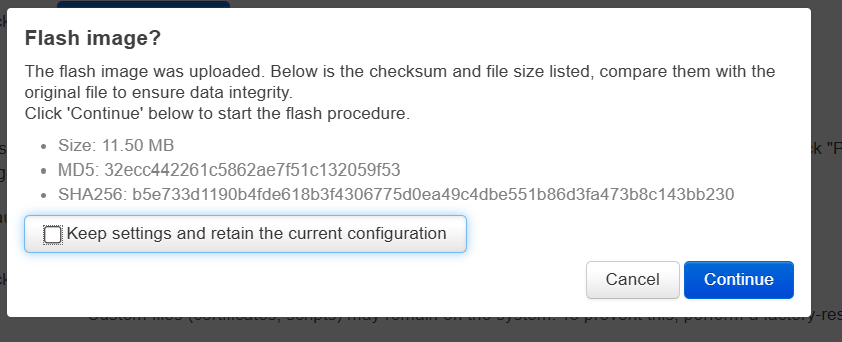 Flash image?
The flash image was uploaded. Below is the checksum and file size listed, compare them with the
original file to ensure data integrity.
Click 'Continue' below to start the flash procedure.
Size: 11.50 MB
MD5: 32ecc442261c5862ae7f51c132059f53
SHA256: b5e733d1190b4fde618b3f4306775d0ea49c4dbe551b86d3fa473b8c143bb230
Keep settings and retain the current configuration
Cancel Continue